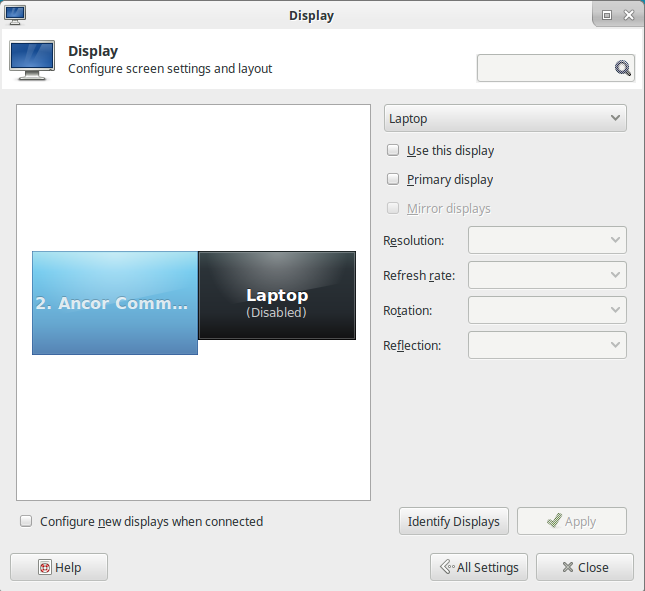 Display
Display
Configure screen settings and layout
Laptop
Use this display
Primary display
Mirror displays
Resolution:
Refresh rate:
Rotation:
Reflection:
2. Ancor Comm...
Laptop
(Disabled)
Configure new displays when connected
Identify Displays
Apply
Help
All Settings
Close